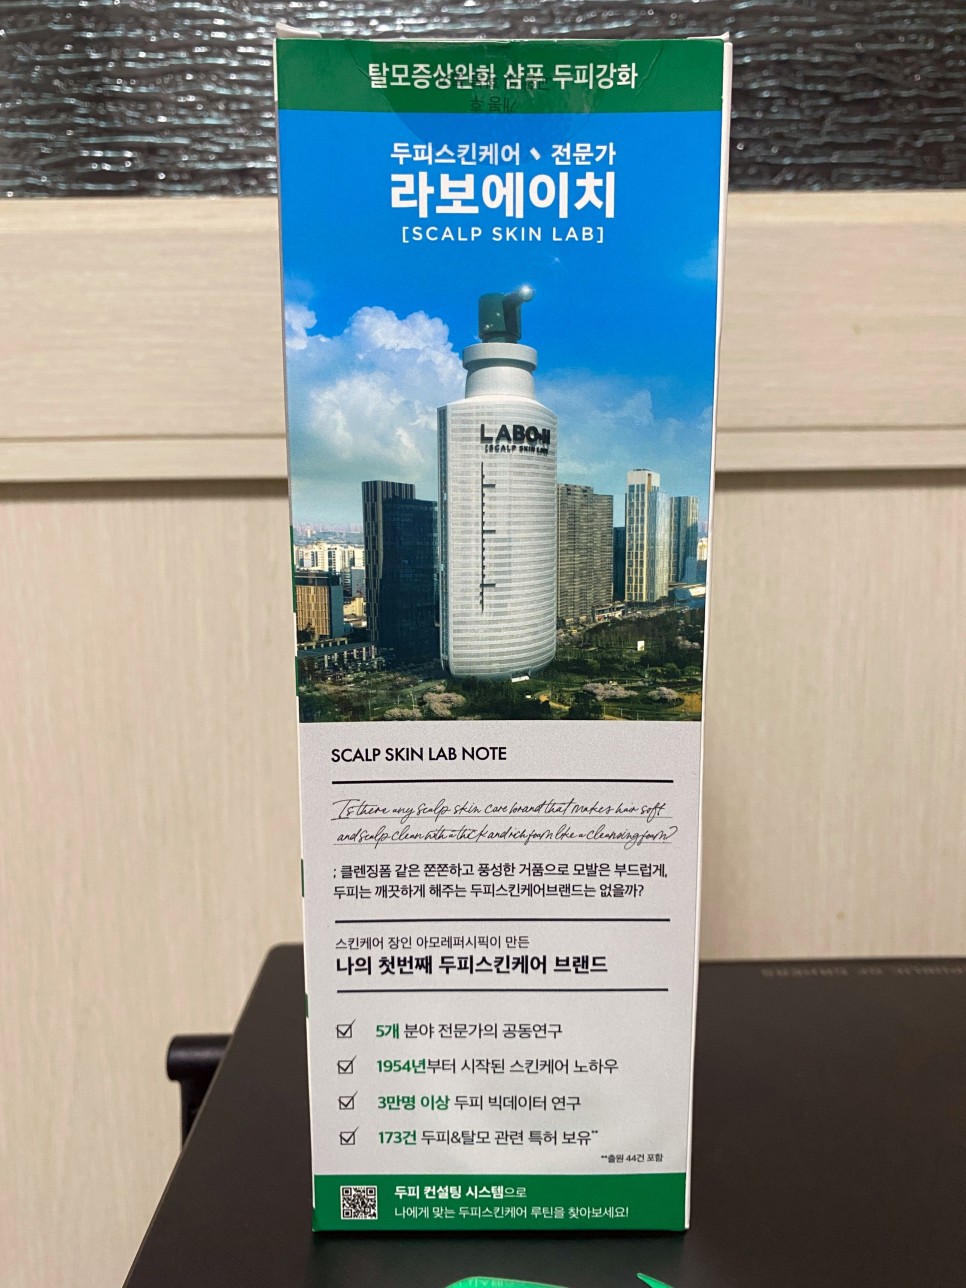 탈모증상완화 샴푸 두피강화
개봉 후
두피스킨케어、전문가
라보에이치
[SCALP SKIN LAB]
LABO-H
[SCALP SKIN LAB]
SCALP SKIN LAB NOTE
Is there any scalp skin care brand that makes hair soft
and scalp clean with a thick and rich foam like a cleansing foam?
; 클렌징폼 같은 쫀쫀하고 풍성한 거품으로 모발은 부드럽게,
두피는 깨끗하게 해주는 두피스킨케어브랜드는 없을까?
스킨케어 장인 아모레퍼시픽이 만든
나의 첫번째 두피스킨케어 브랜드
5개 분야 전문가의 공동연구
1954년부터 시작된 스킨케어 노하우
3만명 이상 두피 빅데이터 연구
173건 두피&탈모 관련 특허 보유**
**출원 44건 포함
두피 컨설팅 시스템으로
나에게 맞는 두피스킨케어 루틴을 찾아보세요!